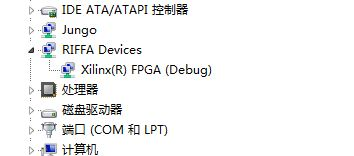 IDE ATA/ATAPI 控制器
Jungo
RIFFA Devices
Xilinx(R) FPGA (Debug)
处理器
磁盘驱动器
端口 (COM 和 LPT)
计算机